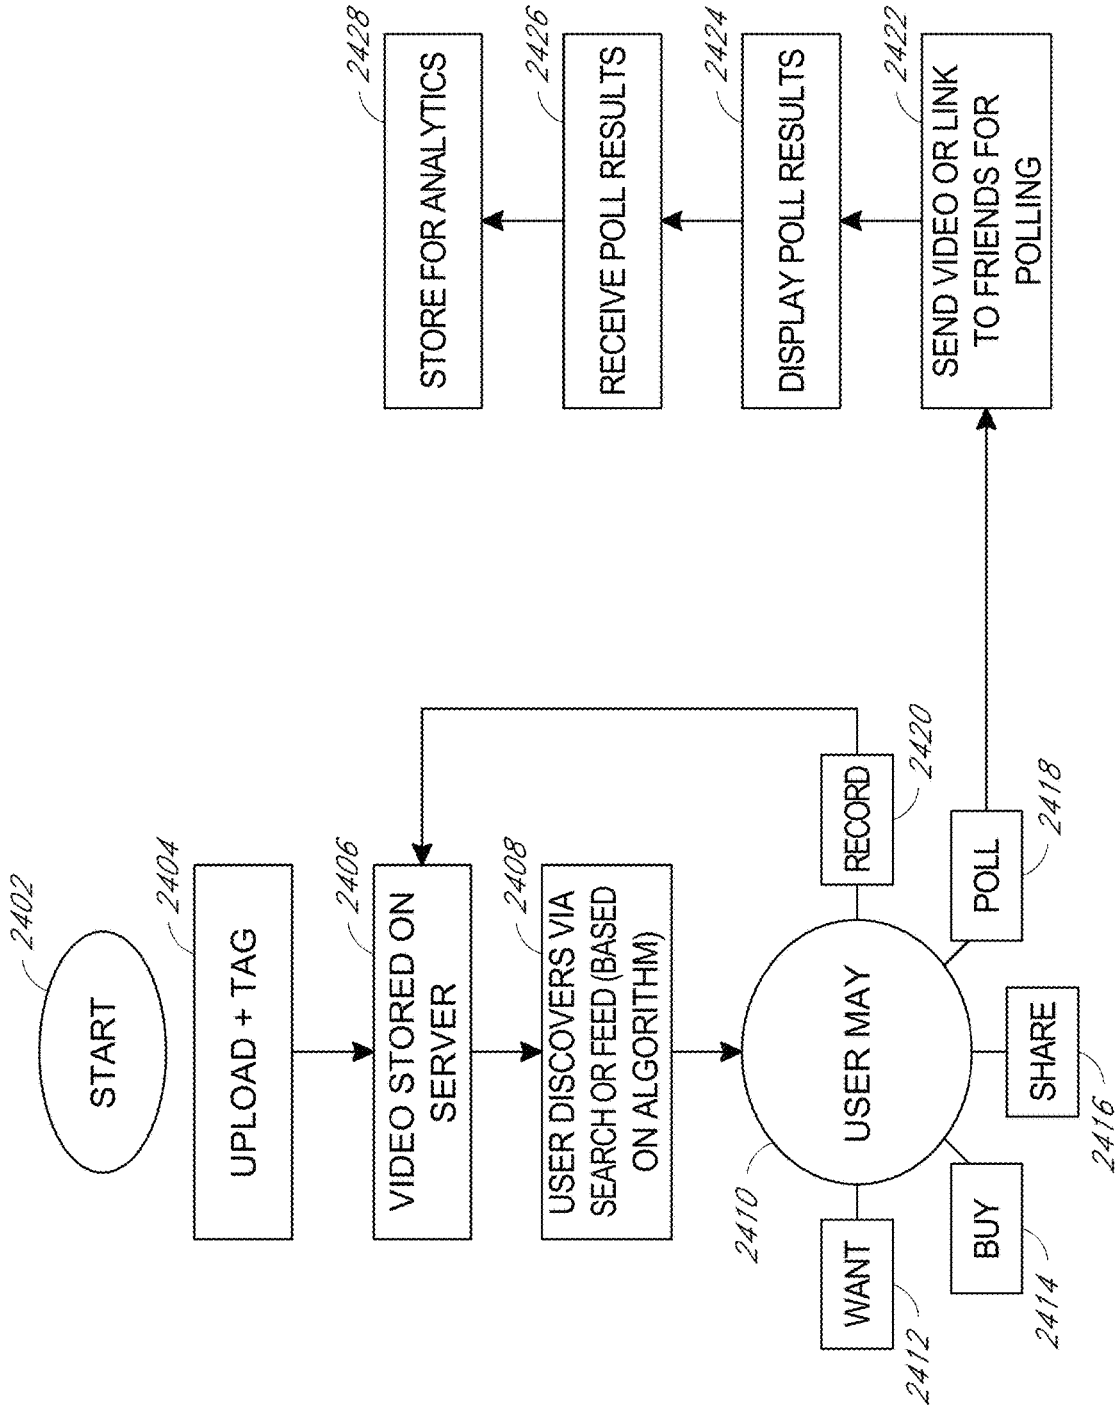 2402
START
2404
UPLOAD + TAG
2406
VIDEO STORED ON
SERVER
2408
USER DISCOVERS VIA
SEARCH OR FEED (BASED
ON ALGORITHM)
2410
USER MAY
WANT
2412
BUY
2414
SHARE
2416
POLL
2418
RECORD
2420
SEND VIDEO OR LINK
TO FRIENDS FOR
POLLING
2422
DISPLAY POLL RESULTS
2424
RECEIVE POLL RESULTS
2426
STORE FOR ANALYTICS
2428